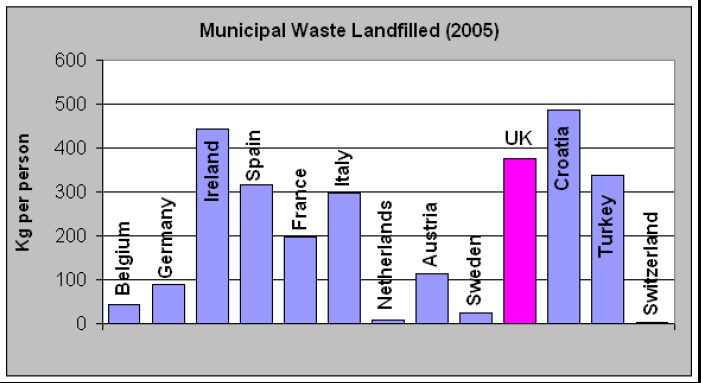 Municipal Waste Landfilled (2005)
Kg per person
600
500
400
300
200
100
0
Belgium
Germany
Ireland
Spain
France
Italy
Netherlands
Austria
Sweden
UK
Croatia
Turkey
Switzerland